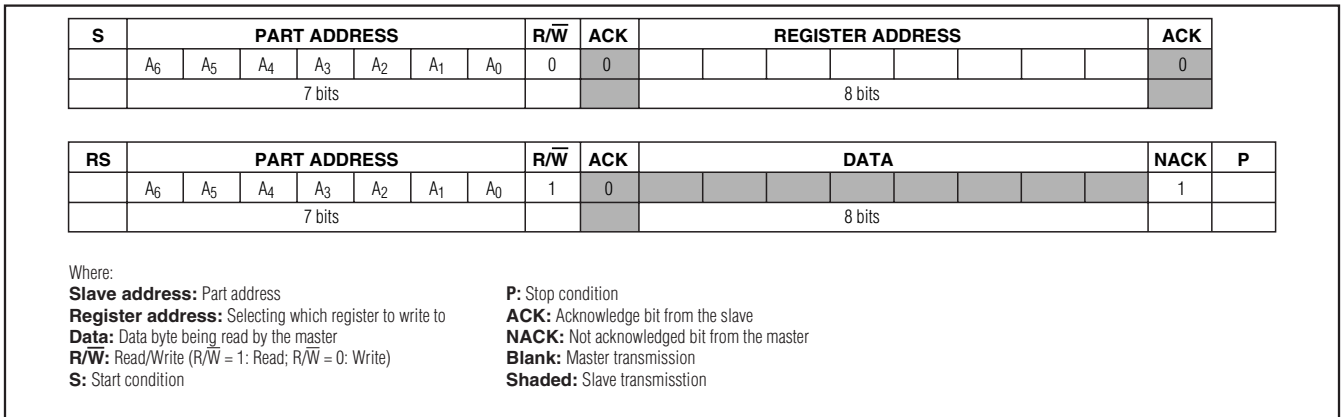 S PART ADDRESS R/W̅ ACK REGISTER ADDRESS ACK
A6 A5 A4 A3 A2 A1 A0 0 0 0
7 bits 8 bits
RS PART ADDRESS R/W̅ ACK DATA NACK P
A6 A5 A4 A3 A2 A1 A0 1 0 1
7 bits 8 bits
Where:
Slave address: Part address
Register address: Selecting which register to write to
Data: Data byte being read by the master
R/W̅: Read/Write (R/W̅ = 1: Read; R/W̅ = 0: Write)
S: Start condition
P: Stop condition
ACK: Acknowledge bit from the slave
NACK: Not acknowledged bit from the master
Blank: Master transmission
Shaded: Slave transmisstion